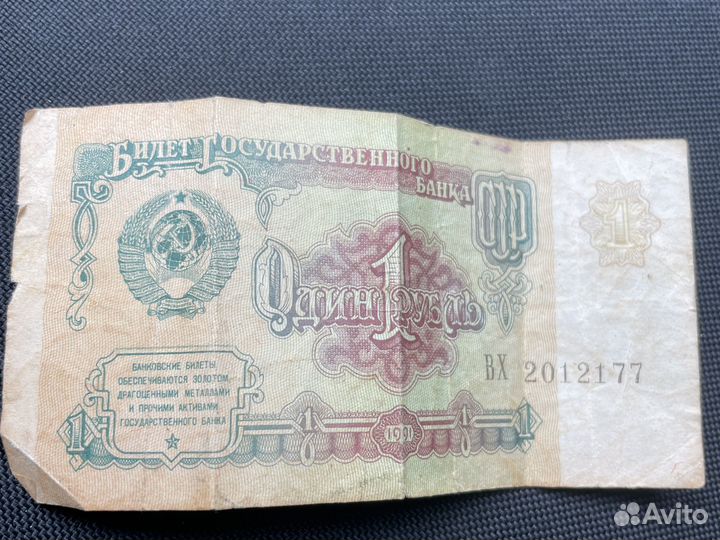 Билет Государственного
Банка
СССР
1
Один рубль
1
ВХ 2012177
БАНКОВСКИЕ БИЛЕТЫ
ОБЕСПЕЧИВАЮТСЯ ЗОЛОТОМ,
ДРАГОЦЕННЫМИ МЕТАЛЛАМИ
И ПРОЧИМИ АКТИВАМИ
ГОСУДАРСТВЕННОГО БАНКА
1 1 1991 1 1
Avito